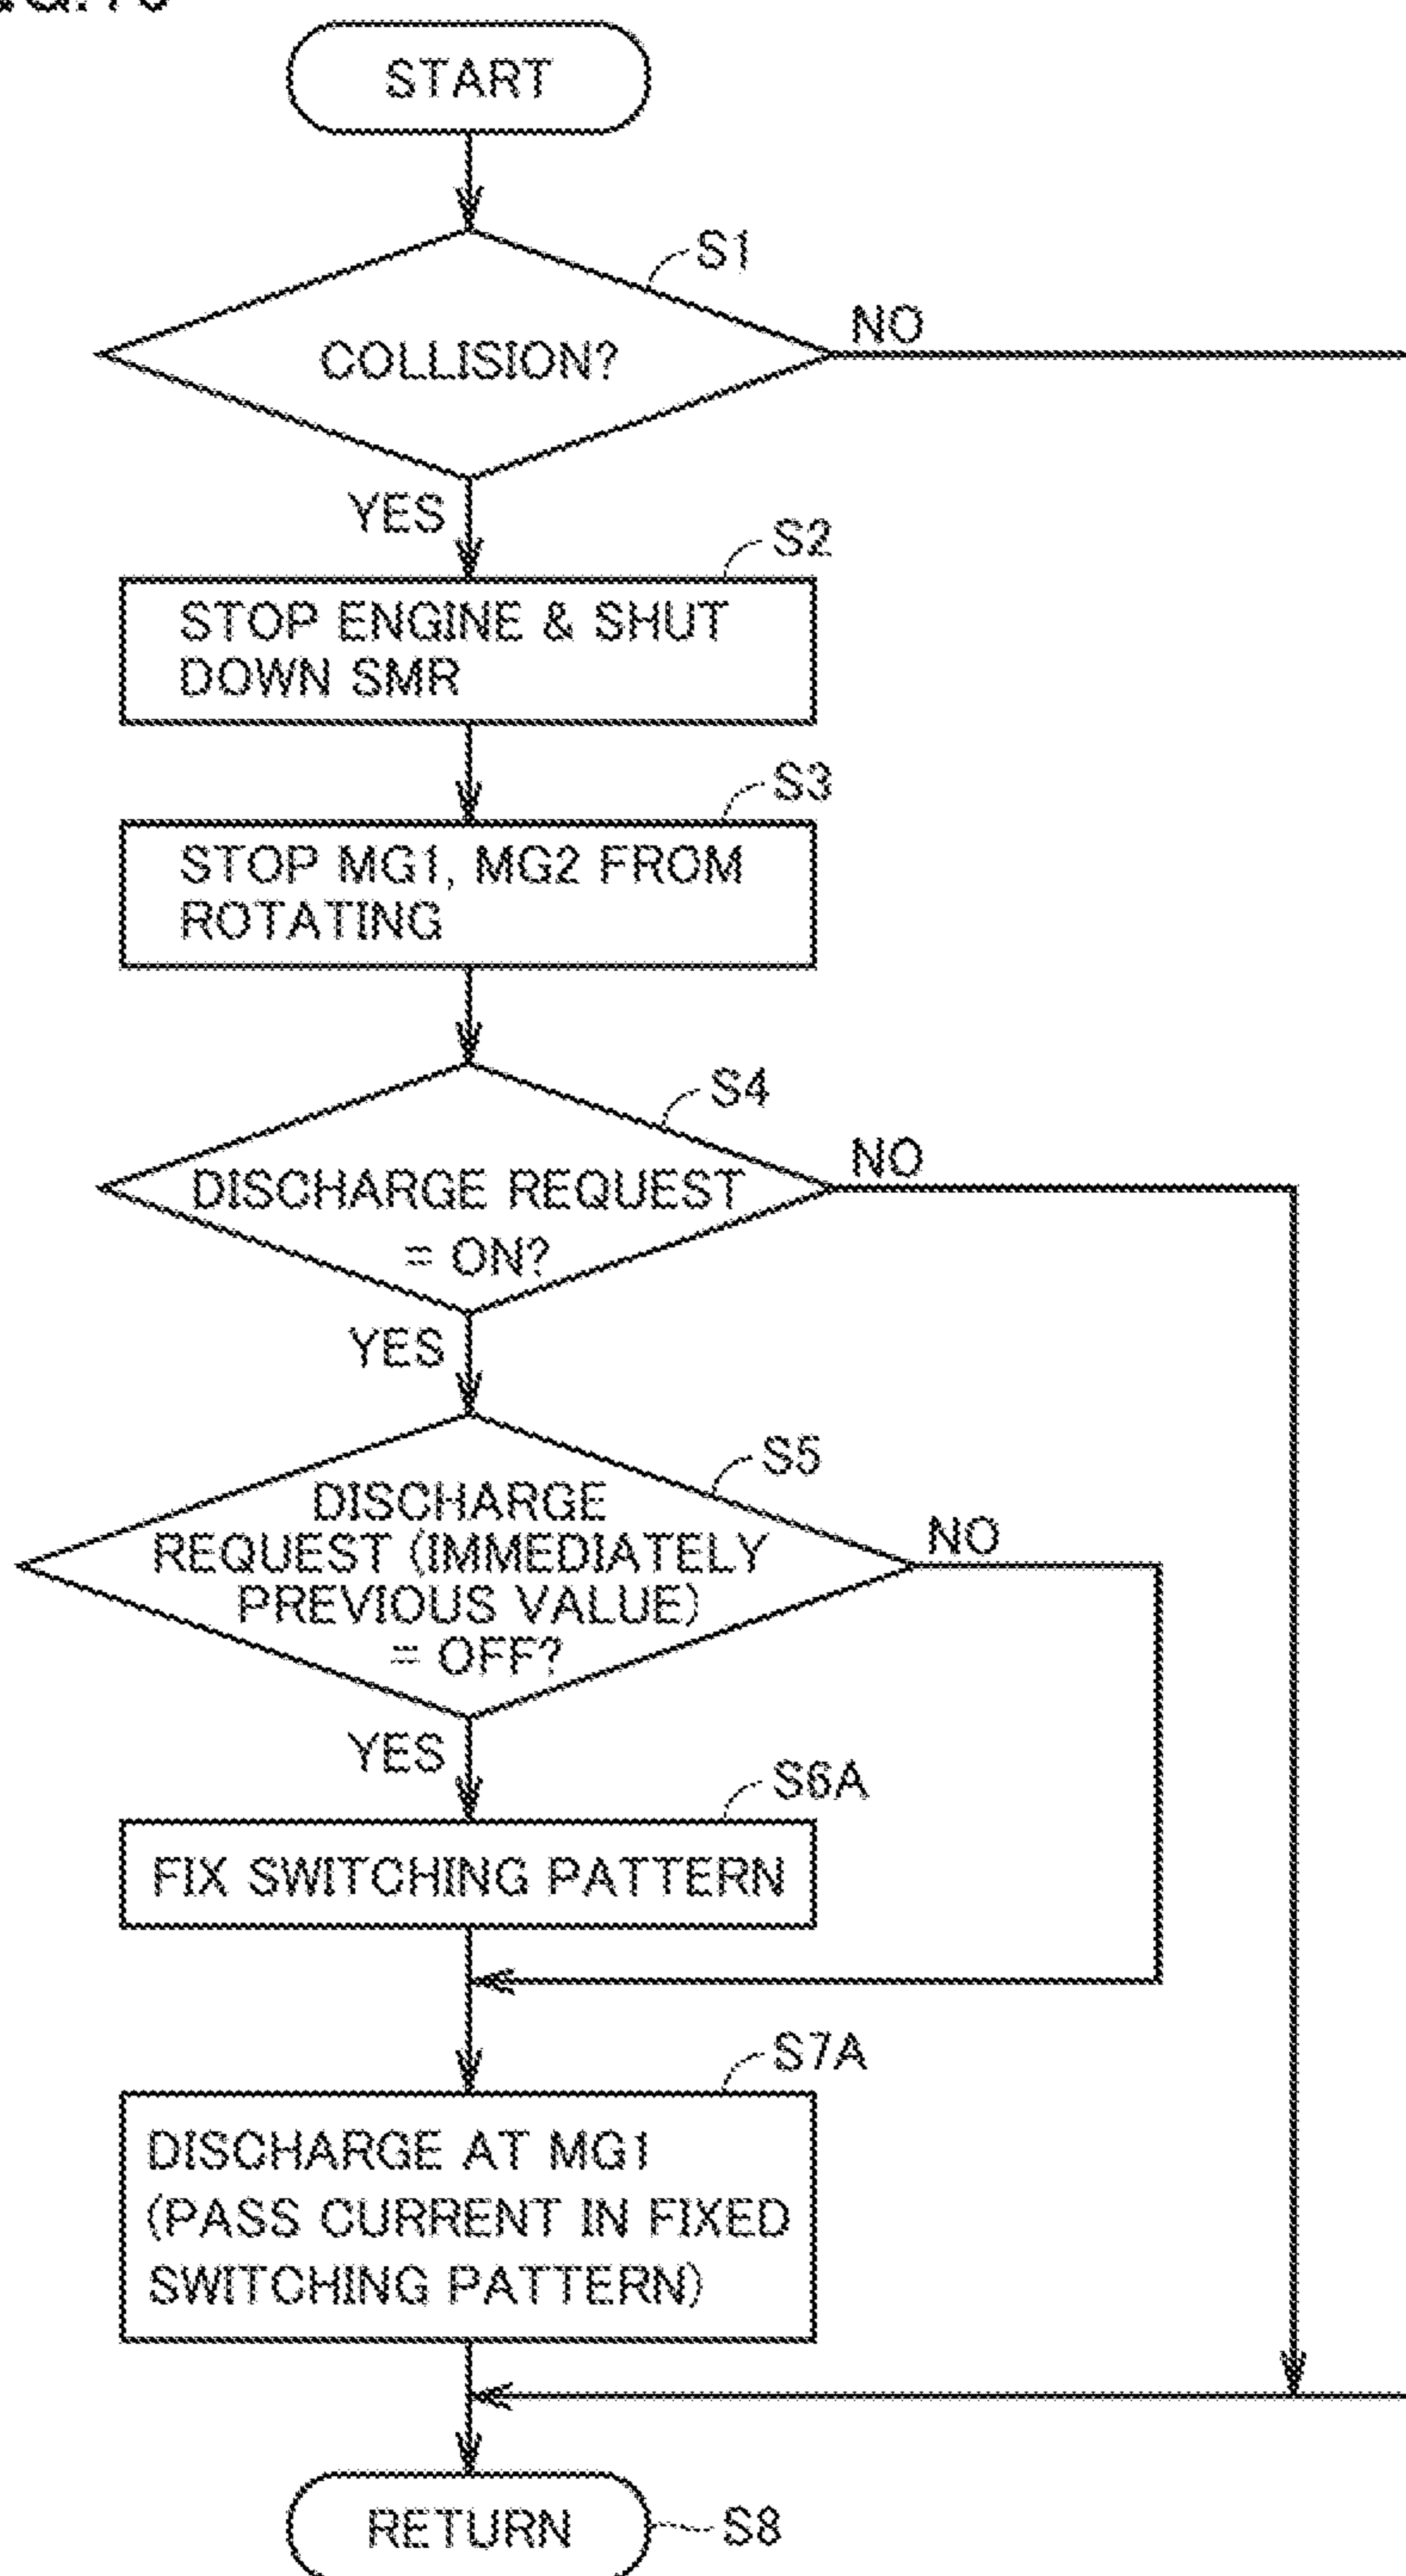 START
S1
COLLISION?
NO
YES
S2
STOP ENGINE & SHUT
DOWN SMR
S3
STOP MG1, MG2 FROM
ROTATING
S4
DISCHARGE REQUEST
= ON?
NO
YES
S5
DISCHARGE
REQUEST (IMMEDIATELY
PREVIOUS VALUE)
= OFF?
NO
YES
S6A
FIX SWITCHING PATTERN
S7A
DISCHARGE AT MG1
(PASS CURRENT IN FIXED
SWITCHING PATTERN)
RETURN
S8